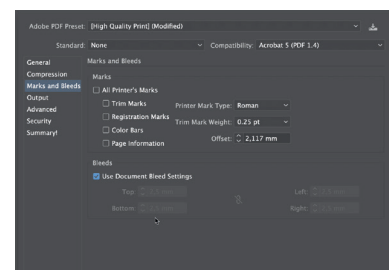 Adobe PDF Preset: [High Quality Print] (Modified)
Standard: None Compatibility: Acrobat 5 (PDF 1.4)
General
Compression
Marks and Bleeds
Output
Advanced
Security
Summary!
Marks and Bleeds
Marks
All Printer's Marks
Trim Marks
Registration Marks
Color Bars
Page Information
Printer Mark Type: Roman
Trim Mark Weight: 0.25 pt
Offset: 2,117 mm
Bleeds
Use Document Bleed Settings
Top:
Bottom:
Left:
Right: